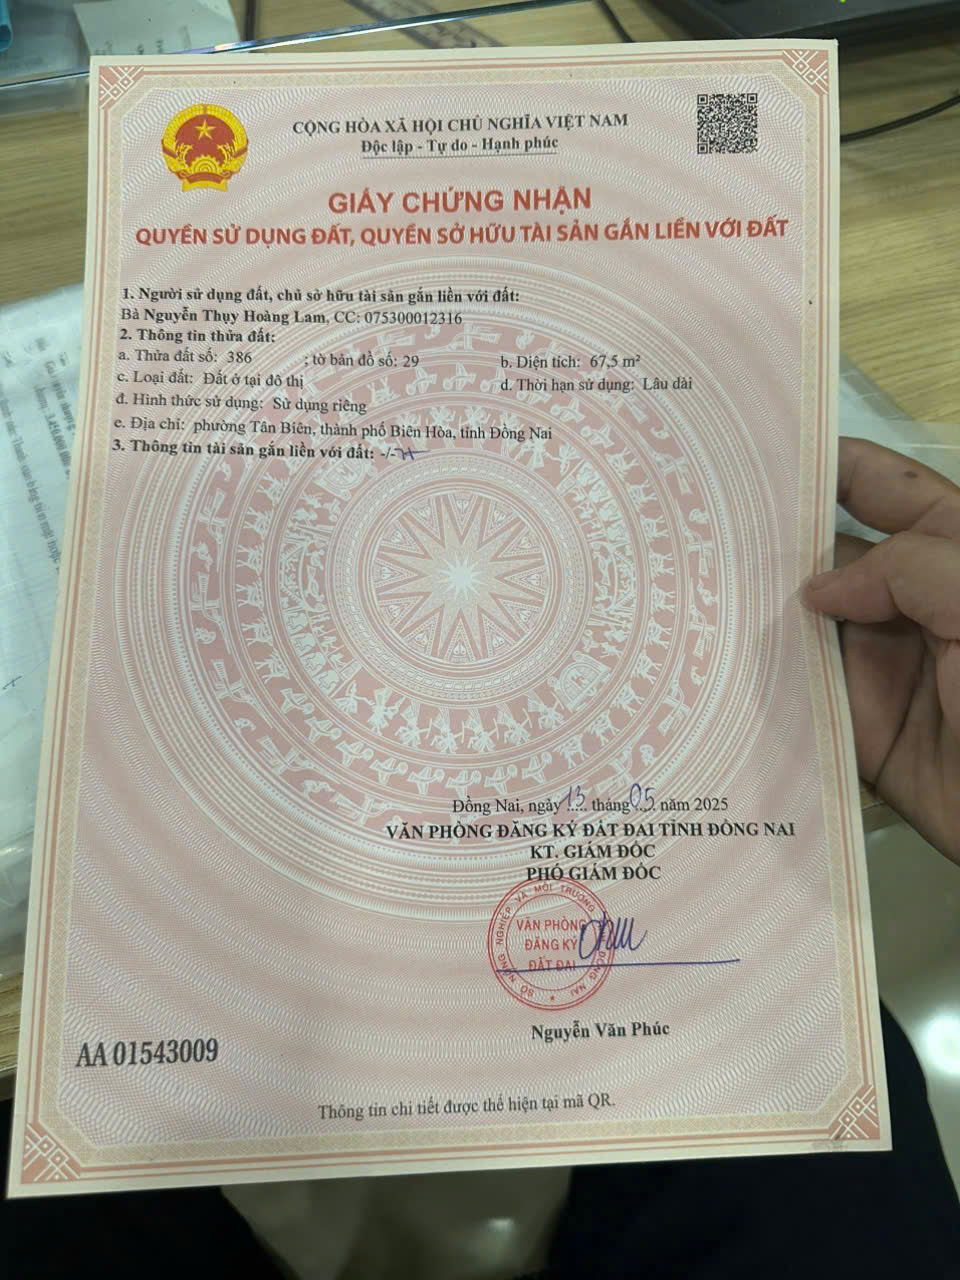 CỘNG HÒA XÃ HỘI CHỦ NGHĨA VIỆT NAM
Độc lập - Tự do - Hạnh phúc
GIẤY CHỨNG NHẬN
QUYỀN SỬ DỤNG ĐẤT, QUYỀN SỞ HỮU TÀI SẢN GẮN LIỀN VỚI ĐẤT
1. Người sử dụng đất, chủ sở hữu tài sản gắn liền với đất:
Bà Nguyễn Thụy Hoàng Lam, CC: 075300012316
2. Thông tin thửa đất:
a. Thửa đất số: 386 ; tờ bản đồ số: 29 b. Diện tích: 67,5 m²
c. Loại đất: Đất ở tại đô thị d. Thời hạn sử dụng: Lâu dài
đ. Hình thức sử dụng: Sử dụng riêng
e. Địa chỉ: phường Tân Biên, thành phố Biên Hòa, tỉnh Đồng Nai
3. Thông tin tài sản gắn liền với đất: -/-
Đồng Nai, ngày 13 tháng 05 năm 2025
VĂN PHÒNG ĐĂNG KÝ ĐẤT ĐAI TỈNH ĐỒNG NAI
KT. GIÁM ĐỐC
PHÓ GIÁM ĐỐC
SỞ NÔNG NGHIỆP VÀ MÔI TRƯỜNG
VĂN PHÒNG
ĐĂNG KÝ
ĐẤT ĐAI
Nguyễn Văn Phúc
AA 01543009
Thông tin chi tiết được thể hiện tại mã QR.